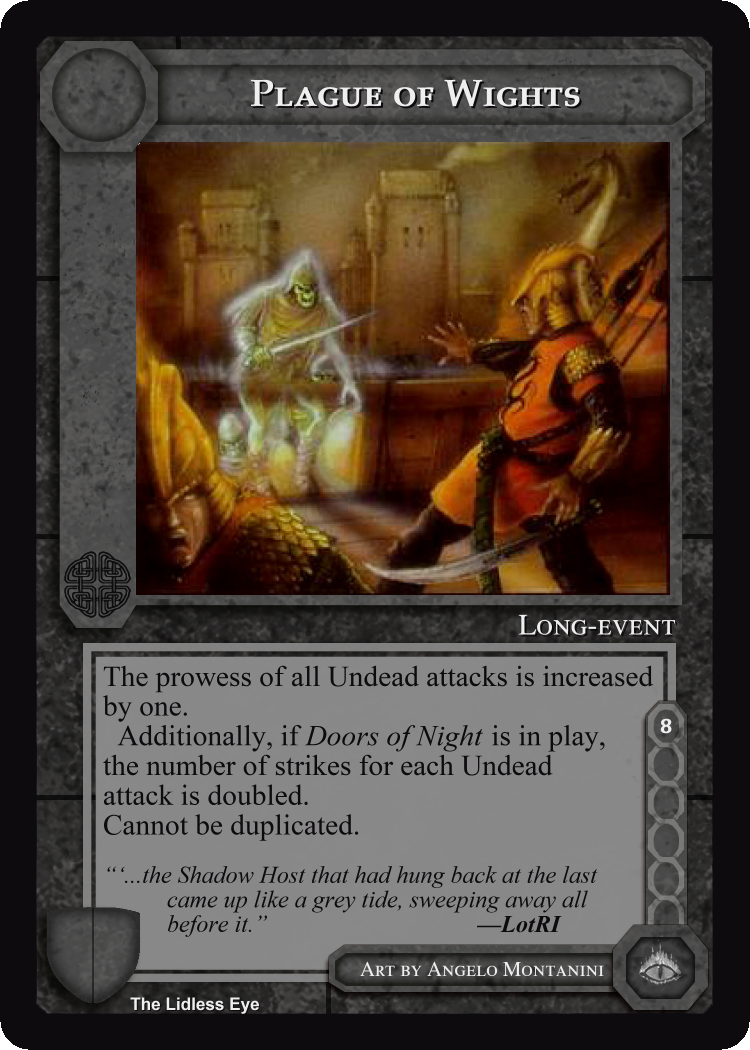 Plague of Wights
Long-event
The prowess of all Undead attacks is increased
by one.
Additionally, if Doors of Night is in play,
the number of strikes for each Undead
attack is doubled.
Cannot be duplicated.
8
“‘...the Shadow Host that had hung back at the last
came up like a grey tide, sweeping away all
before it.” —LotRI
Art by Angelo Montanini
The Lidless Eye